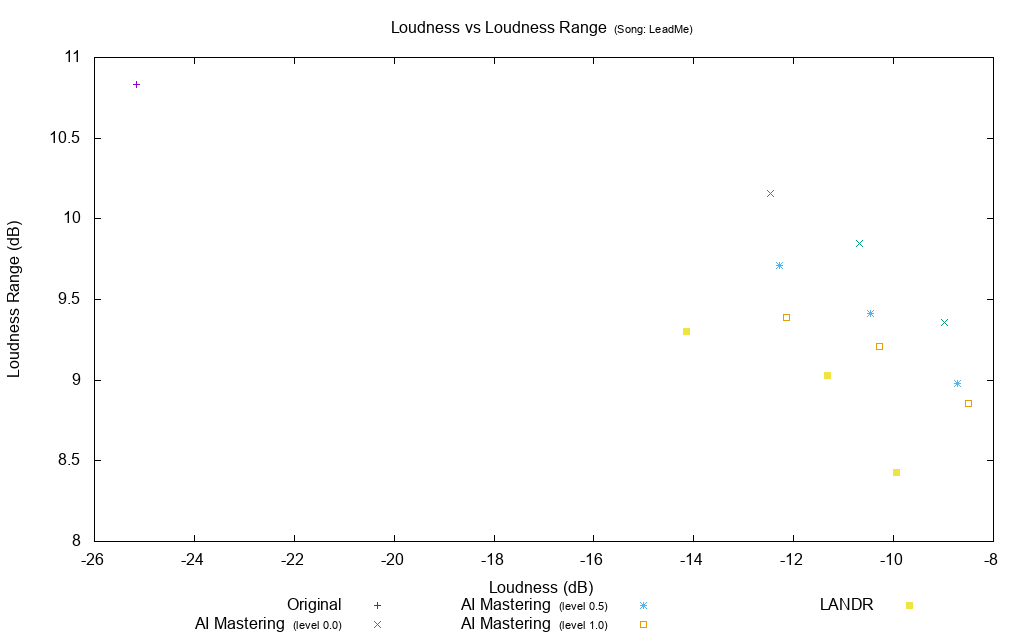 Loudness vs Loudness Range (Song: LeadMe)
11
10.5
10
9.5
9
8.5
8
Loudness Range (dB)
-26 -24 -22 -20 -18 -16 -14 -12 -10 -8
Loudness (dB)
Original AI Mastering (level 0.5) LANDR
AI Mastering (level 0.0) AI Mastering (level 1.0)